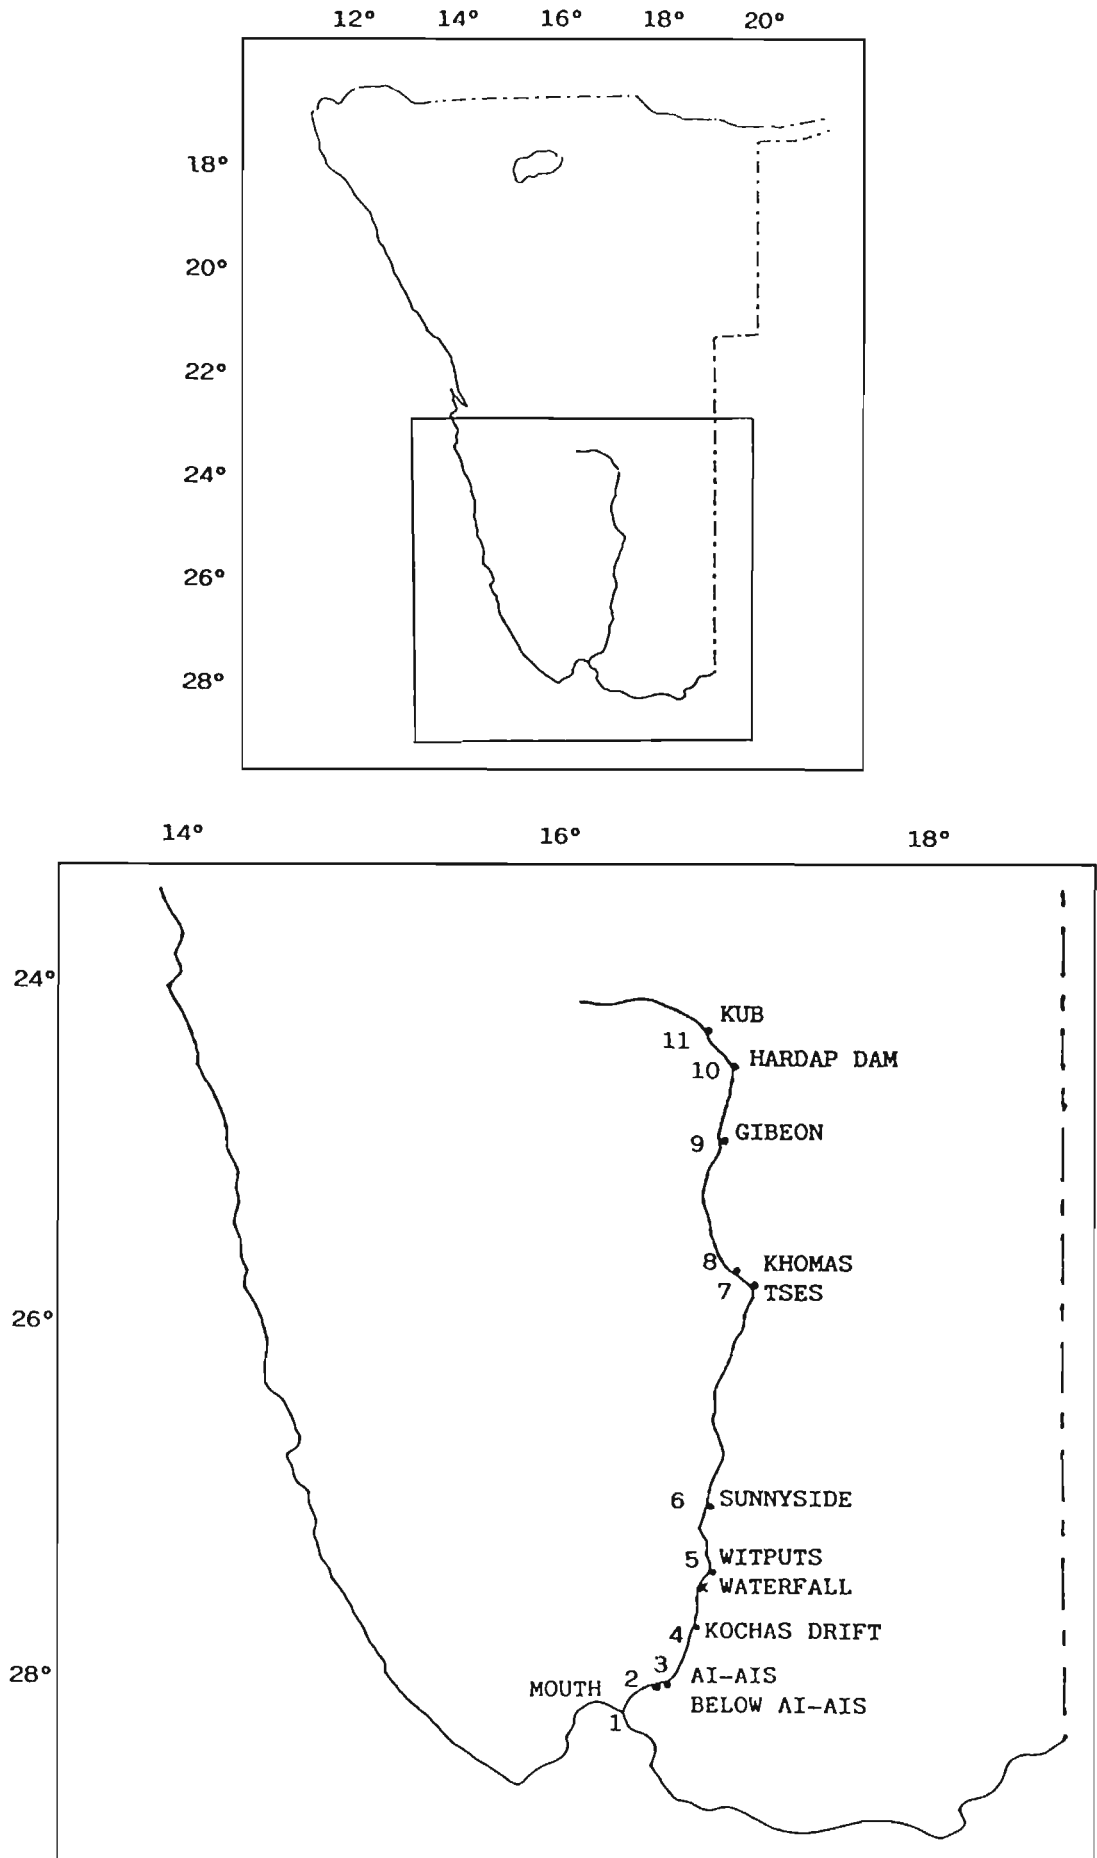 12° 14° 16° 18° 20°
18°
20°
22°
24°
26°
28°
14° 16° 18°
24°
KUB
11
HARDAP DAM
10
GIBEON
9
8 KHOMAS
7 TSES
26°
6 SUNNYSIDE
5 WITPUTS
WATERFALL
4 KOCHAS DRIFT
28°
3
2 AI-AIS
MOUTH
BELOW AI-AIS
1